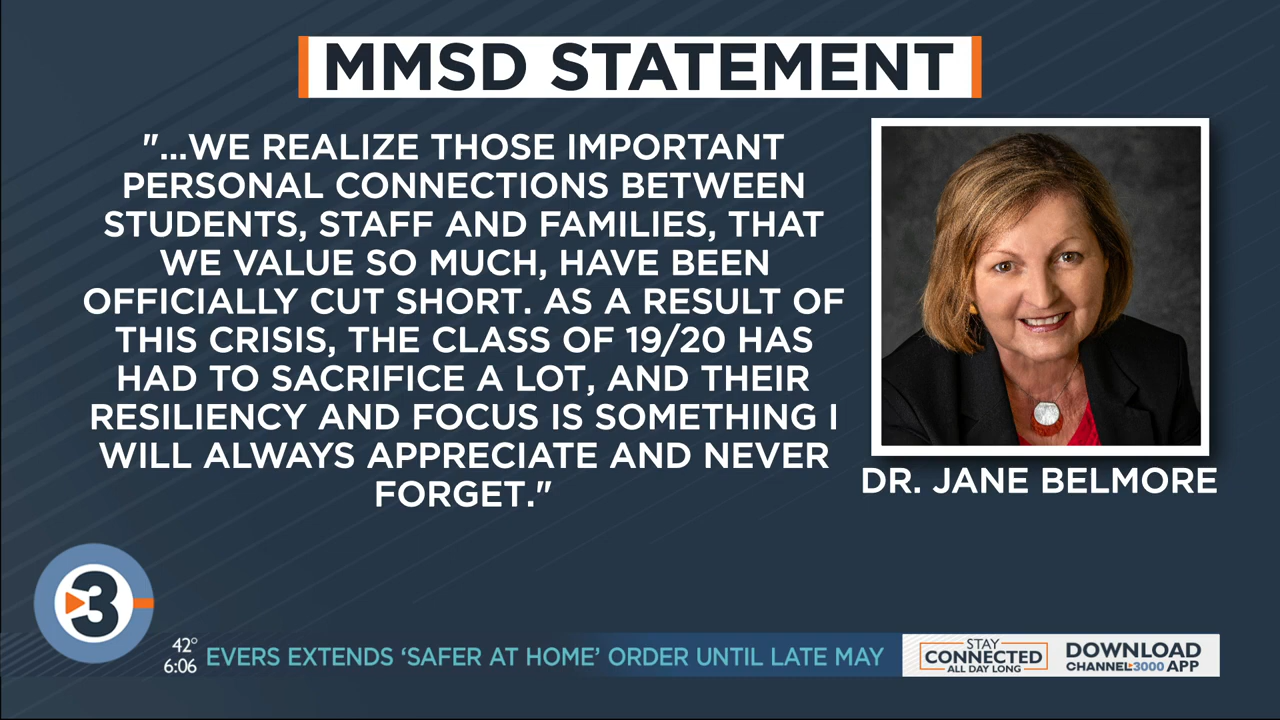 MMSD STATEMENT
"...WE REALIZE THOSE IMPORTANT
PERSONAL CONNECTIONS BETWEEN
STUDENTS, STAFF AND FAMILIES, THAT
WE VALUE SO MUCH, HAVE BEEN
OFFICIALLY CUT SHORT. AS A RESULT OF
THIS CRISIS, THE CLASS OF 19/20 HAS
HAD TO SACRIFICE A LOT, AND THEIR
RESILIENCY AND FOCUS IS SOMETHING I
WILL ALWAYS APPRECIATE AND NEVER
FORGET."
DR. JANE BELMORE
3
42°
6:06
EVERS EXTENDS ‘SAFER AT HOME’ ORDER UNTIL LATE MAY
STAY
CONNECTED
ALL DAY LONG
DOWNLOAD
CHANNEL3000 APP